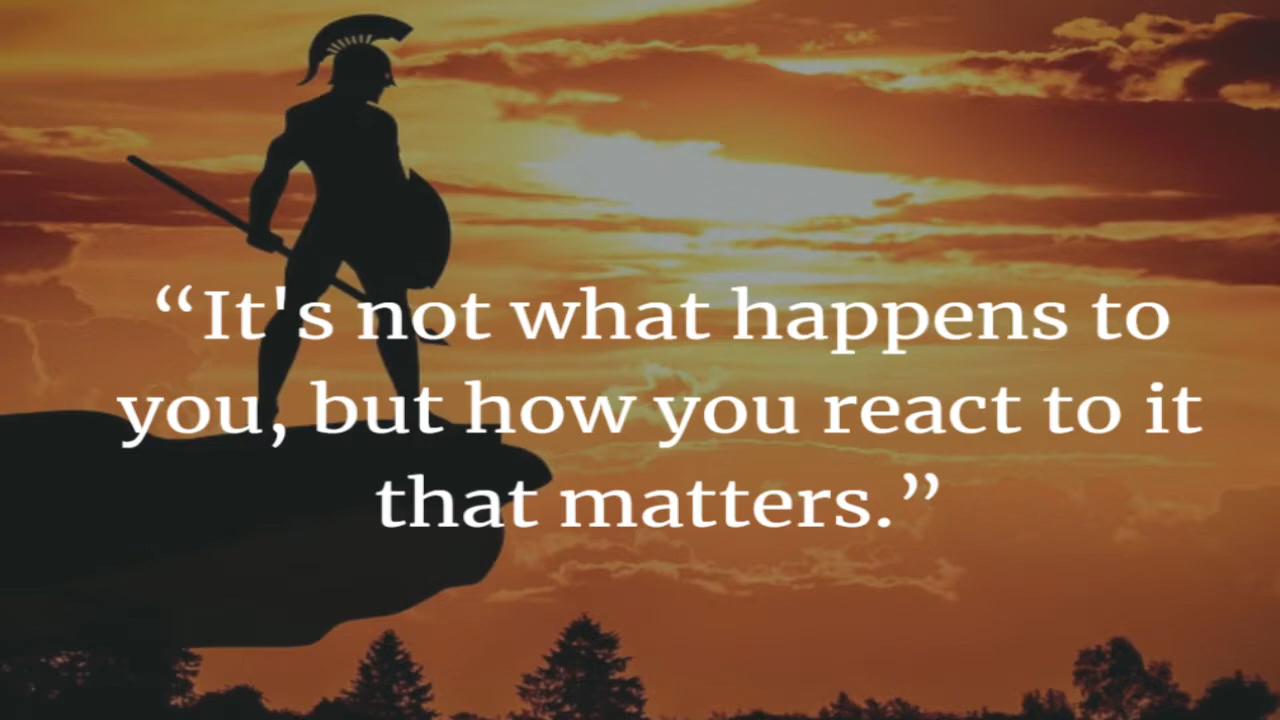 “It's not what happens to
you, but how you react to it
that matters.”